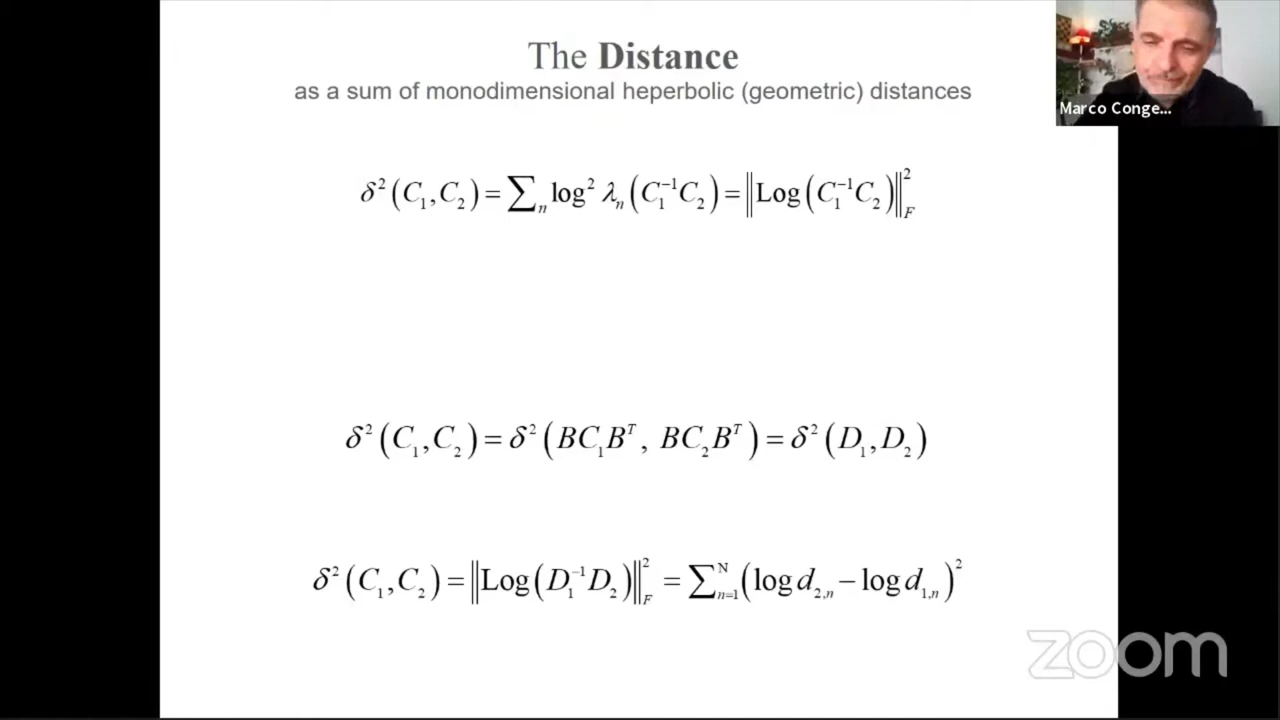 The Distance
as a sum of monodimensional heperbolic (geometric) distances
Marco Conge...
δ²(C₁,C₂) = ∑ₙ log² λₙ(C₁⁻¹C₂) = ‖Log(C₁⁻¹C₂)‖²_F
δ²(C₁,C₂) = δ²(BC₁Bᵀ, BC₂Bᵀ) = δ²(D₁,D₂)
δ²(C₁,C₂) = ‖Log(D₁⁻¹D₂)‖²_F = ∑ₙ₌₁ᴺ(log d₂,ₙ − log d₁,ₙ)²
zoom